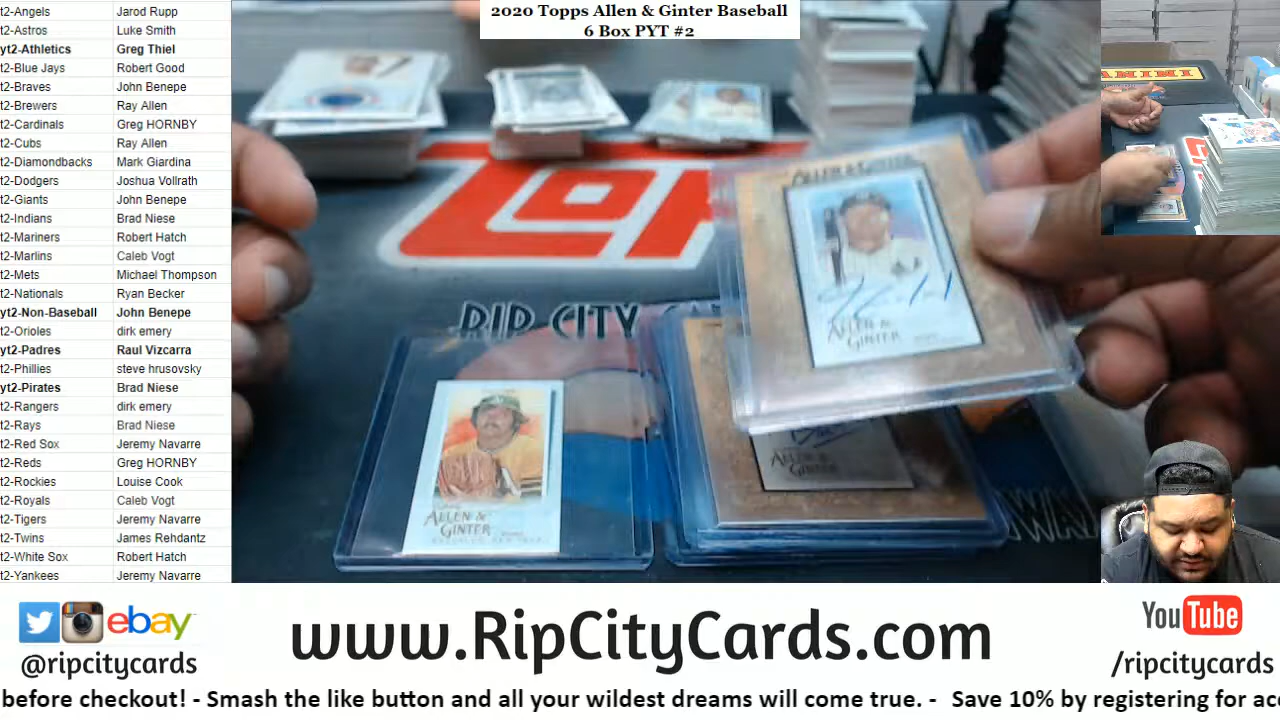 2020 Topps Allen & Ginter Baseball
6 Box PYT #2
t2-Angels Jarod Rupp
t2-Astros Luke Smith
yt2-Athletics Greg Thiel
t2-Blue Jays Robert Good
t2-Braves John Benepe
t2-Brewers Ray Allen
t2-Cardinals Greg HORNBY
t2-Cubs Ray Allen
t2-Diamondbacks Mark Giardina
t2-Dodgers Joshua Vollrath
t2-Giants John Benepe
t2-Indians Brad Niese
t2-Mariners Robert Hatch
t2-Marlins Caleb Vogt
t2-Mets Michael Thompson
t2-Nationals Ryan Becker
yt2-Non-Baseball John Benepe
t2-Orioles dirk emery
yt2-Padres Raul Vizcarra
t2-Phillies steve hrusovsky
yt2-Pirates Brad Niese
t2-Rangers dirk emery
t2-Rays Brad Niese
t2-Red Sox Jeremy Navarre
t2-Reds Greg HORNBY
t2-Rockies Louise Cook
t2-Royals Caleb Vogt
t2-Tigers Jeremy Navarre
t2-Twins James Rehdantz
t2-White Sox Robert Hatch
t2-Yankees Jeremy Navarre
PANINI
ALLEN & GINTER
ALLEN &
GINTER
RIP CITY
ALLEN &
GINTER
ALLEN &
GINTER
ebay
@ripcitycards
www.RipCityCards.com
YouTube
/ripcitycards
before checkout! - Smash the like button and all your wildest dreams will come true. - Save 10% by registering for acc